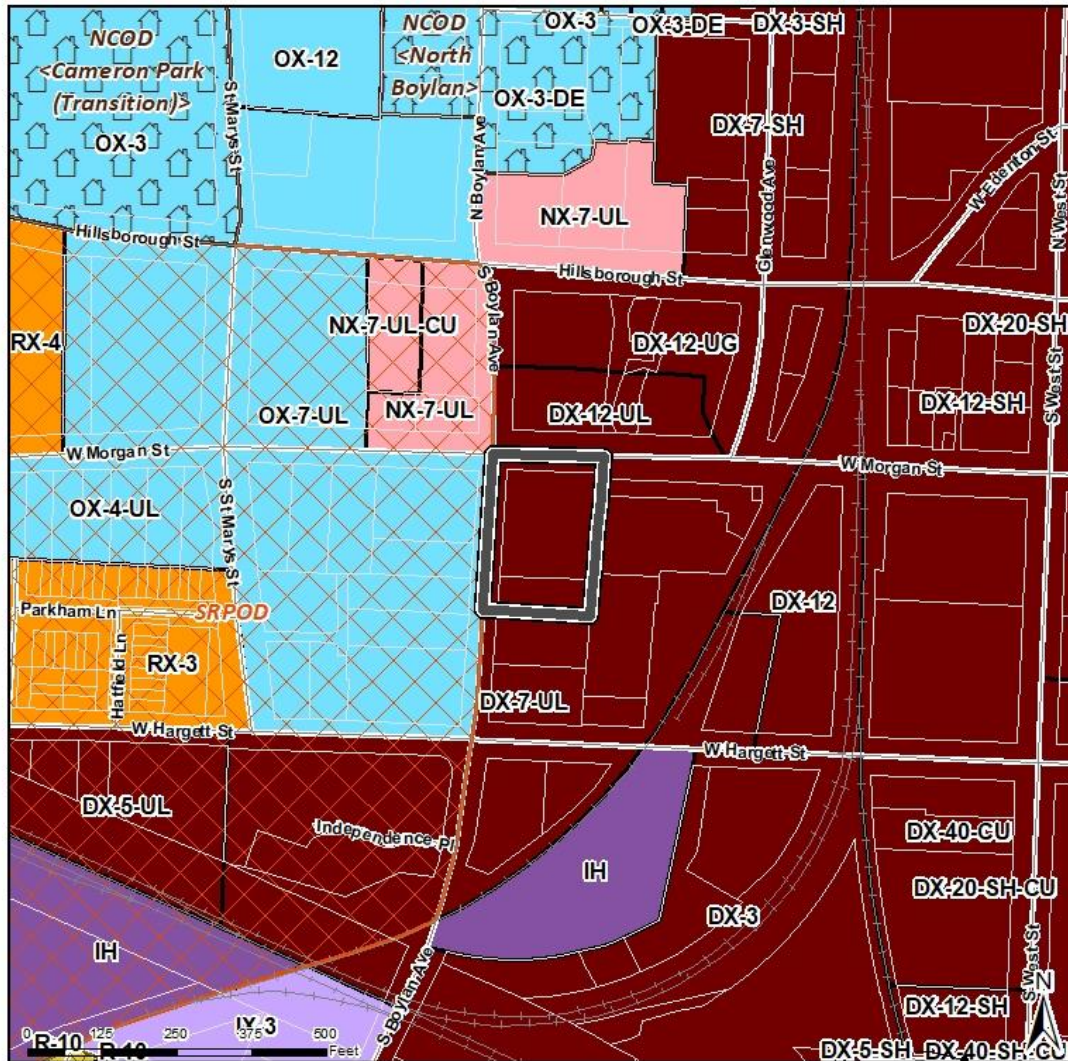 NCOD
<Cameron Park
(Transition)>
OX-3
OX-12
NCOD
<North
Boylan>
OX-3
OX-3-DE
DX-3-SH
OX-3-DE
DX-7-SH
St Marys St
N Boylan Ave
Glenwood Ave
W Edenton St
N West St
NX-7-UL
Hillsborough St
Hillsborough St
RX-4
NX-7-UL-CU
S Boylan Ave
DX-12-UG
DX-20-SH
OX-7-UL
NX-7-UL
DX-12-UL
DX-12-SH
S West St
W Morgan St
W Morgan St
OX-4-UL
S St Marys St
Parkham Ln
SRPOD
Hatfield Ln
RX-3
DX-12
DX-7-UL
W Hargett St
W Hargett St
DX-5-UL
Independence Pl
DX-40-CU
IH
DX-20-SH-CU
DX-3
IH
S West St
S Boylan Ave
N
DX-12-SH
IX-3
0 125 250 375 500
Feet
R-10
R-10
DX-5-SH
DX-40-SH-CU